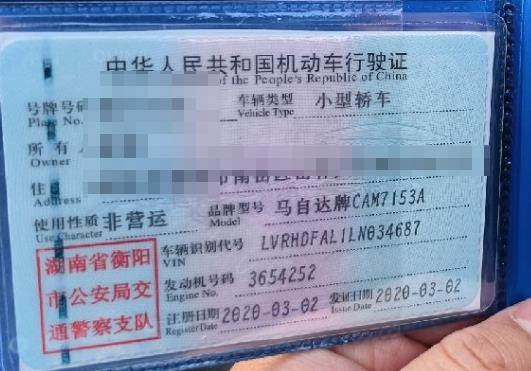 中华人民共和国机动车行驶证
of the People's Republic of China
号牌号码 车辆类型 小型轿车
Plate No. Vehicle Type
所有人
Owner
住
Address
使用性质 非营运 品牌型号 马自达牌CAM7153A
Use Character Model
湖南省衡阳
市公安局交
通警察支队
车辆识别代号 LVRHDFAL1LN034687
VIN
发动机号码 3654252
Engine No.
注册日期 2020-03-02 发证日期 2020-03-02
Register Date Issue Date